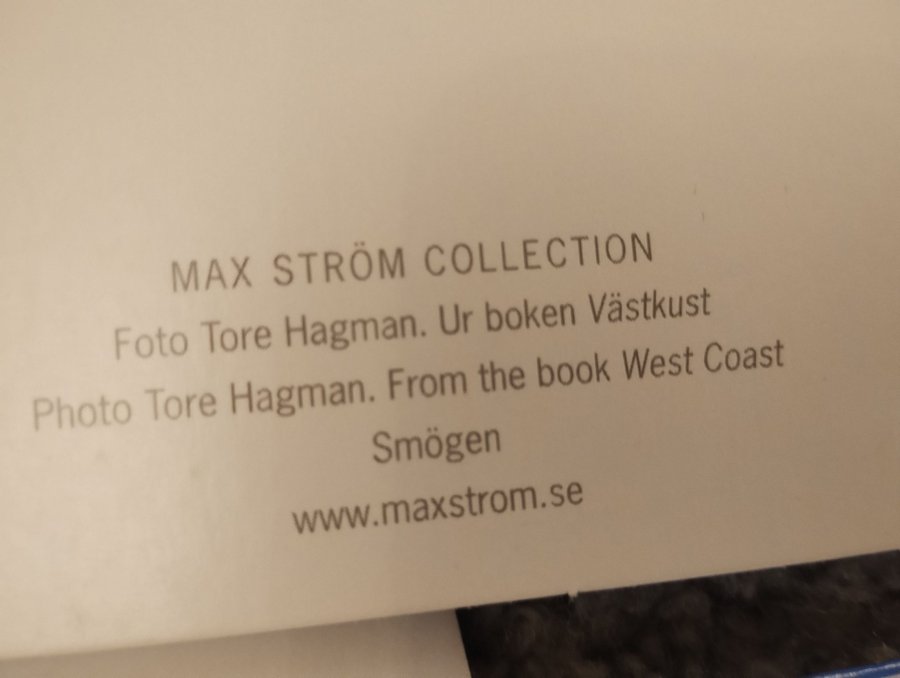 MAX STRÖM COLLECTION
Foto Tore Hagman. Ur boken Västkust
Photo Tore Hagman. From the book West Coast
Smögen
www.maxstrom.se